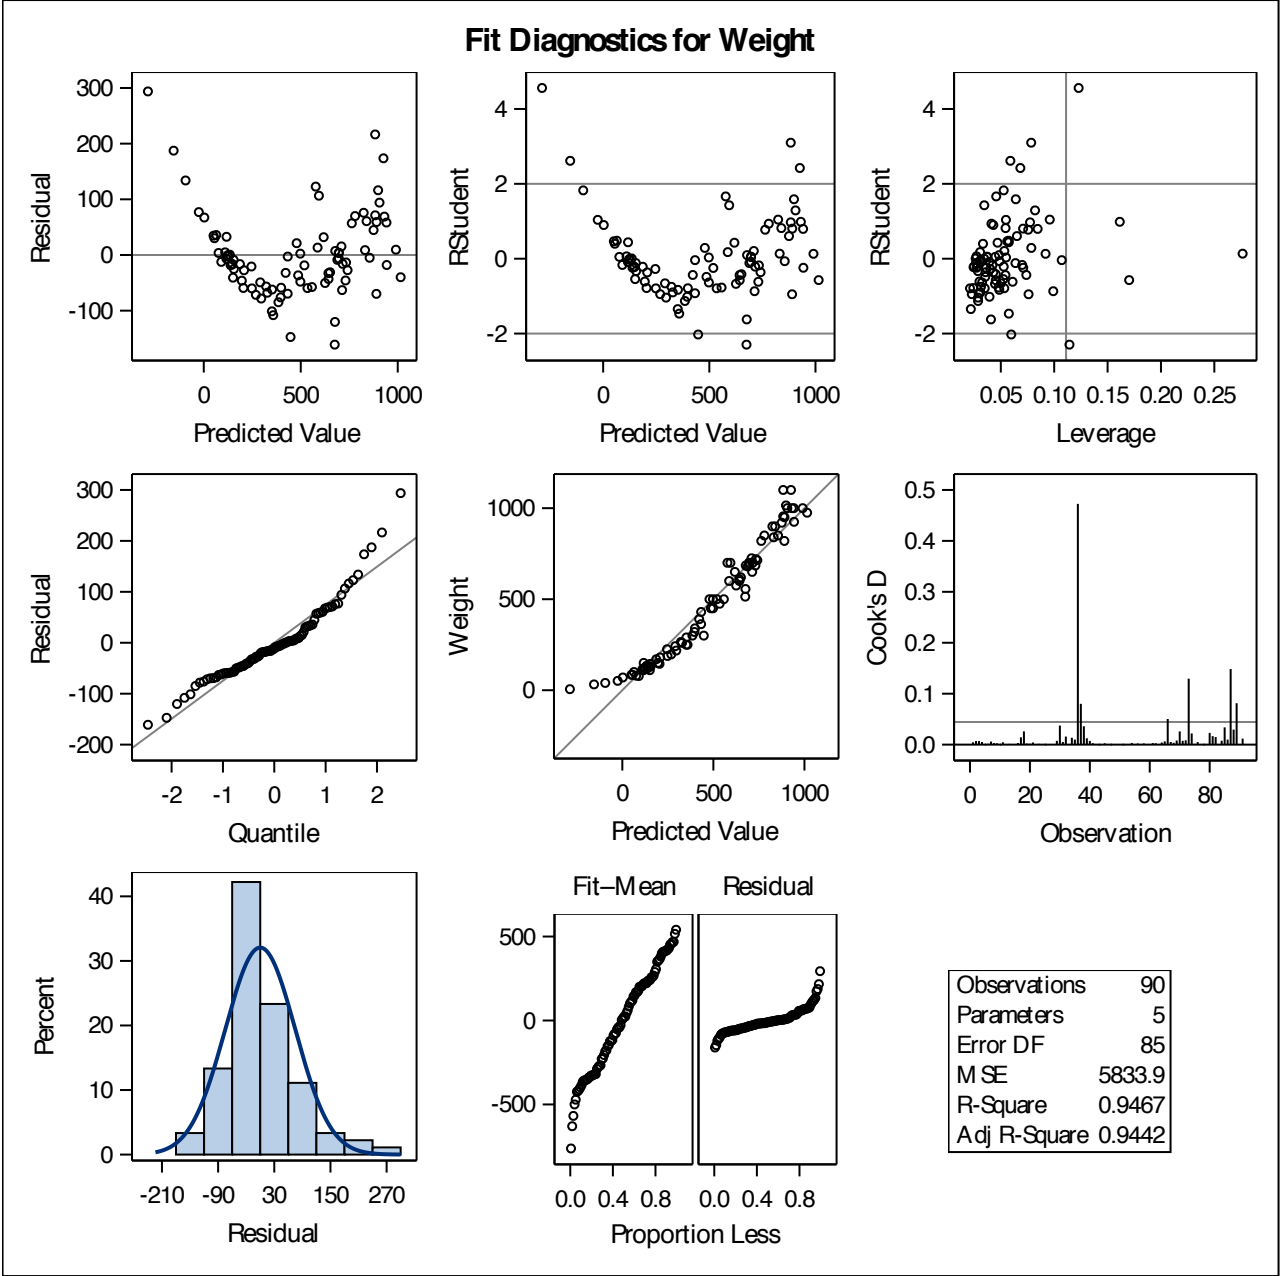 Fit Diagnostics for Weight
300
200
100
0
-100
Residual
0 500 1000
Predicted Value
4
2
0
-2
RStudent
0 500 1000
Predicted Value
4
2
0
-2
RStudent
0.05 0.10 0.15 0.20 0.25
Leverage
300
200
100
0
-100
-200
Residual
-2 -1 0 1 2
Quantile
1000
500
0
Weight
0 500 1000
Predicted Value
0.5
0.4
0.3
0.2
0.1
0.0
Cook's D
0 20 40 60 80
Observation
40
30
20
10
0
Percent
-210 -90 30 150 270
Residual
Fit–Mean Residual
500
0
-500
0.0 0.4 0.8 0.0 0.4 0.8
Proportion Less
Observations 90
Parameters 5
Error DF 85
MSE 5833.9
R-Square 0.9467
Adj R-Square 0.9442